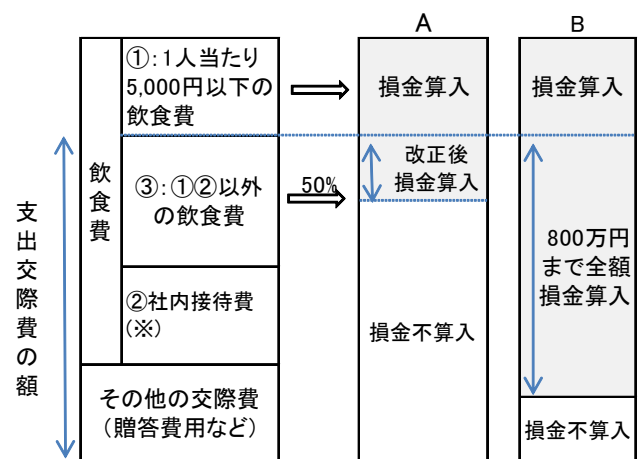 A
B
①:1人当たり
5,000円以下の
飲食費
損金算入
損金算入
飲食費
③:①②以外
の飲食費
50%
改正後
損金算入
支出交際費の額
800万円
まで全額
損金算入
②社内接待費
(※)
損金不算入
その他の交際費
(贈答費用など)
損金不算入